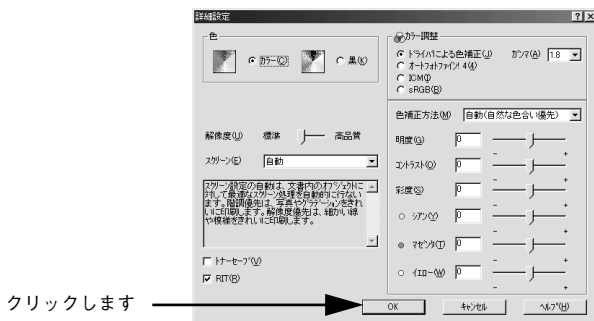 詳細設定
色
カラー(C)
黒(K)
解像度(U) 標準 高品質
スクリーン(E) 自動
スクリーン設定の自動は、文書内のオブジェクトに
対して最適なスクリーン処理を自動的に行ない
ます。階調優先は、写真やグラデーションをきれ
いに印刷します。解像度優先は、細かい線
や模様をきれいに印刷します。
トナーセーブ(V)
RIT(R)
カラー調整
ドライバによる色補正(J) ガンマ(A) 1.8
オートフォトファイン!4(4)
ICM(I)
sRGB(B)
色補正方法(M) 自動(自然な色合い優先)
明度(G) 0
- +
コントラスト(O) 0
- +
彩度(S) 0
- +
シアン(Y) 0
- +
マゼンタ(T) 0
- +
イエロー(W) 0
- +
クリックします
OK キャンセル ヘルプ(H)